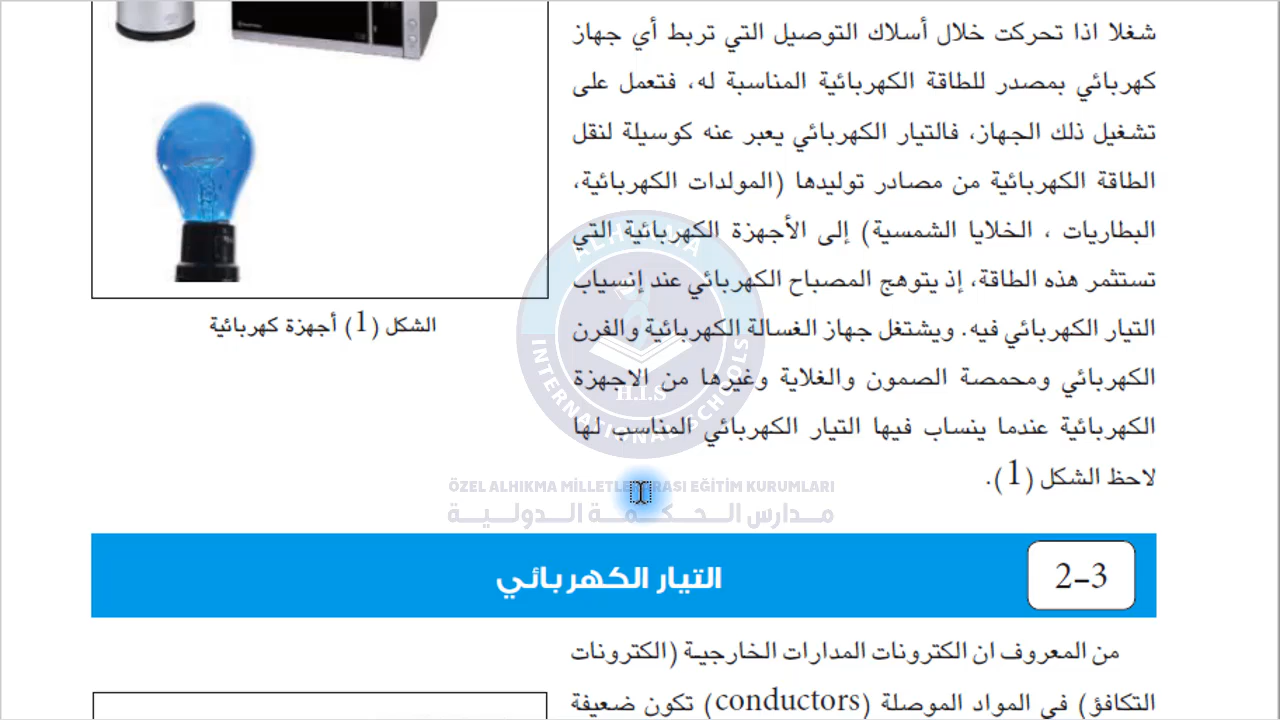 شغلا اذا تحركت خلال أسلاك التوصيل التي تربط أي جهاز
كهربائي بمصدر للطاقة الكهربائية المناسبة له، فتعمل على
تشغيل ذلك الجهاز، فالتيار الكهربائي يعبر عنه كوسيلة لنقل
الطاقة الكهربائية من مصادر توليدها (المولدات الكهربائية،
البطاريات ، الخلايا الشمسية) إلى الأجهزة الكهربائية التي
تستثمر هذه الطاقة، إذ يتوهج المصباح الكهربائي عند إنسياب
التيار الكهربائي فيه. ويشتغل جهاز الغسالة الكهربائية والفرن
الكهربائي ومحمصة الصمون والغلاية وغيرها من الاجهزة
الكهربائية عندما ينساب فيها التيار الكهربائي المناسب لها
لاحظ الشكل (1).
الشكل (1) أجهزة كهربائية
ALHIKMA
INTERNATIONAL SCHOOLS
H.I.S
ÖZEL ALHIKMA MİLLETLERARASI EĞİTİM KURUMLARI
مدارس الحكمة الدولية
2-3
التيار الكهربائي
من المعروف ان الكترونات المدارات الخارجية (الكترونات
التكافؤ) في المواد الموصلة (conductors) تكون ضعيفة